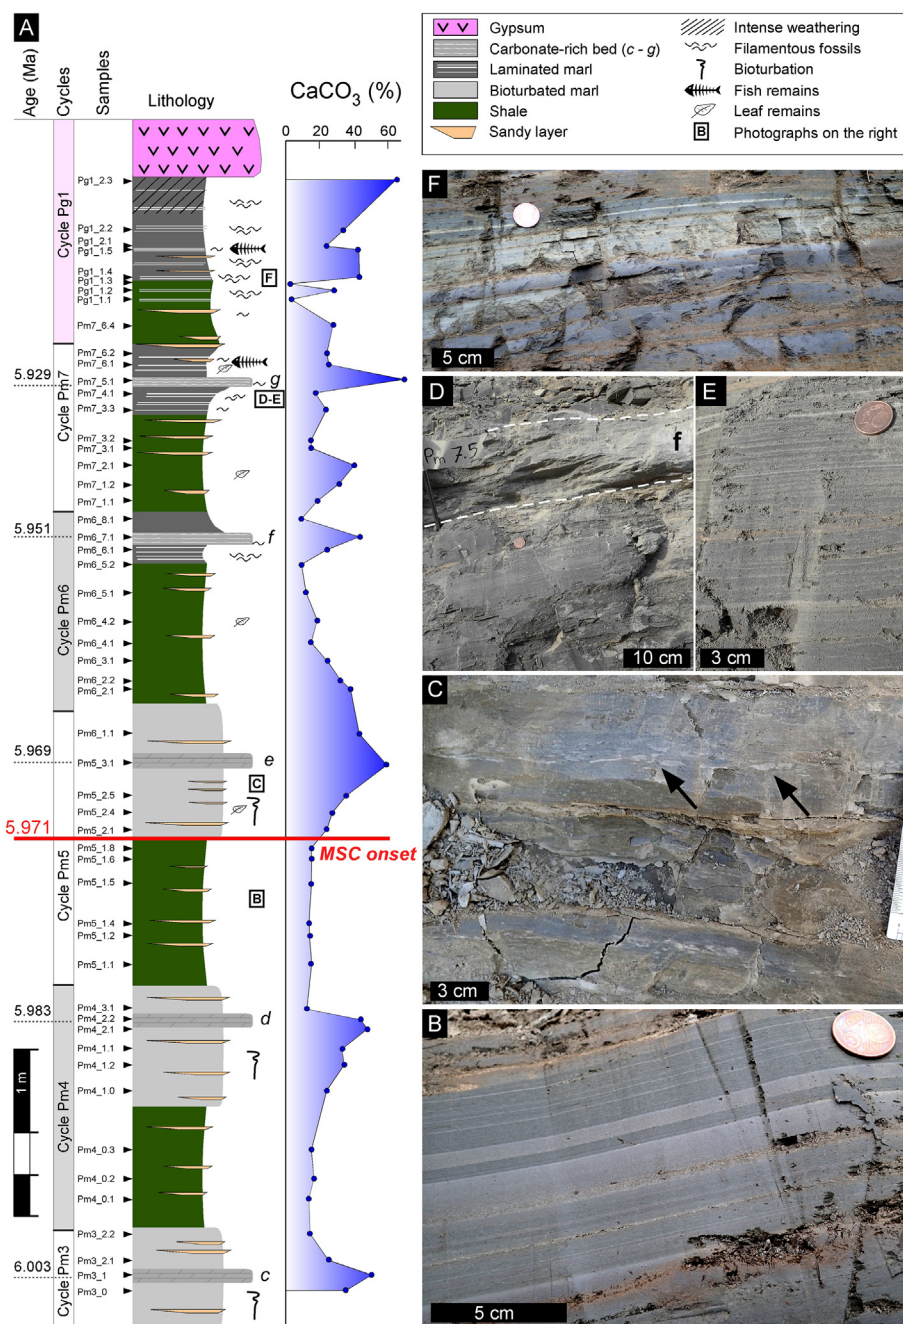 A
Age (Ma)
Cycles
Samples
Lithology
CaCO3 (%)
0 20 40 60
Gypsum
Carbonate-rich bed (c - g)
Laminated marl
Bioturbated marl
Shale
Sandy layer
Intense weathering
Filamentous fossils
Bioturbation
Fish remains
Leaf remains
B Photographs on the right
Cycle Pg1
Pg1_2.3
Pg1_2.2
Pg1_2.1
Pg1_1.5
Pg1_1.4
Pg1_1.3
F
Pg1_1.2
Pg1_1.1
Pm7_6.4
Cycle Pm7
Pm7_6.2
Pm7_6.1
5.929
Pm7_5.1
g
Pm7_4.1
D-E
Pm7_3.3
Pm7_3.2
Pm7_3.1
Pm7_2.1
Pm7_1.2
Pm7_1.1
Cycle Pm6
Pm6_8.1
5.951
Pm6_7.1
f
Pm6_6.1
Pm6_5.2
Pm6_5.1
Pm6_4.2
Pm6_4.1
Pm6_3.1
Pm6_2.2
Pm6_2.1
Pm6_1.1
5.969
Pm5_3.1
e
C
Pm5_2.5
Pm5_2.4
5.971
Pm5_2.1
MSC onset
Cycle Pm5
Pm5_1.8
Pm5_1.6
Pm5_1.5
B
Pm5_1.4
Pm5_1.2
Pm5_1.1
Cycle Pm4
Pm4_3.1
5.983
Pm4_2.2
d
Pm4_2.1
Pm4_1.1
Pm4_1.2
Pm4_1.0
1 m
Pm4_0.3
Pm4_0.2
Pm4_0.1
Cycle Pm3
Pm3_2.2
Pm3_2.1
6.003
Pm3_1
c
Pm3_0
F
5 cm
D
Pm 7.5
f
10 cm
E
3 cm
C
3 cm
B
5 cm